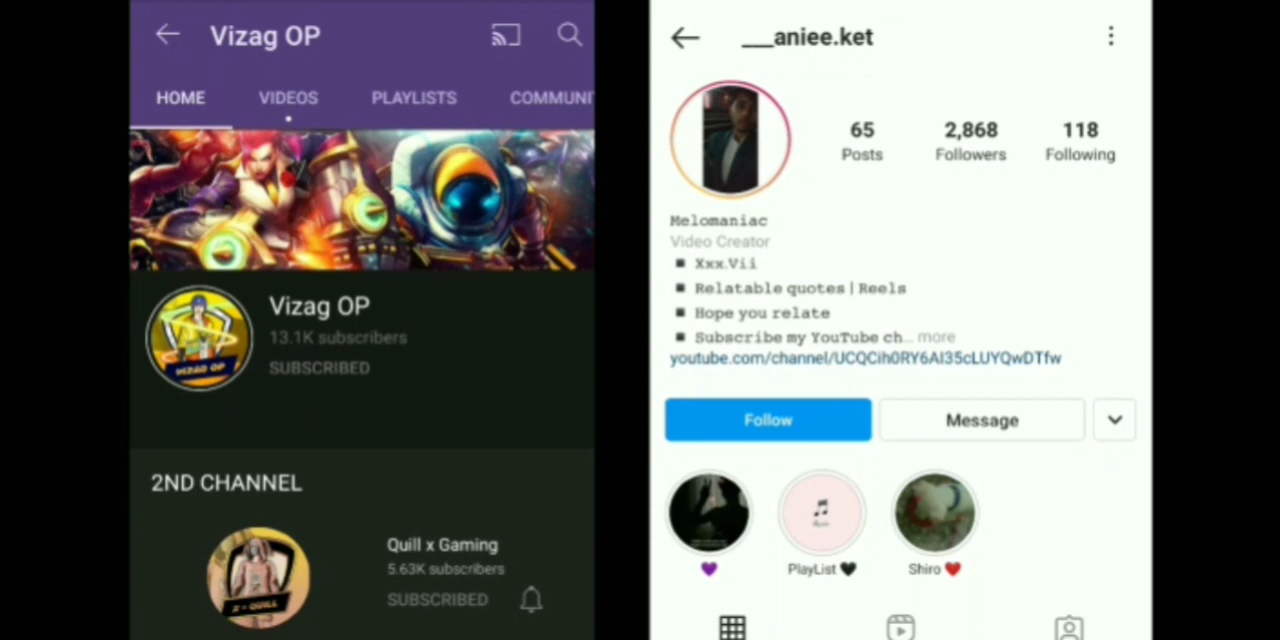 Vizag OP
HOME VIDEOS PLAYLISTS COMMUNI
VIZAG OP
Vizag OP
13.1K subscribers
SUBSCRIBED
2ND CHANNEL
Quill x Gaming
5.63K subscribers
SUBSCRIBED
___aniee.ket
65 2,868 118
Posts Followers Following
Melomaniac
Video Creator
Xxx.Vii
Relatable quotes | Reels
Hope you relate
Subscribe my YouTube ch... more
youtube.com/channel/UCQCih0RY6AI35cLUYQwDTfw
Follow Message
PlayList 🖤 Shiro ❤️